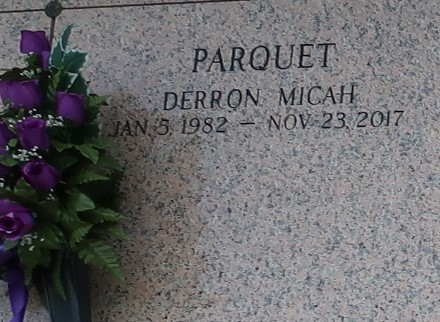 PARQUET
DERRON MICAH
JAN. 5, 1982 — NOV. 23, 2017